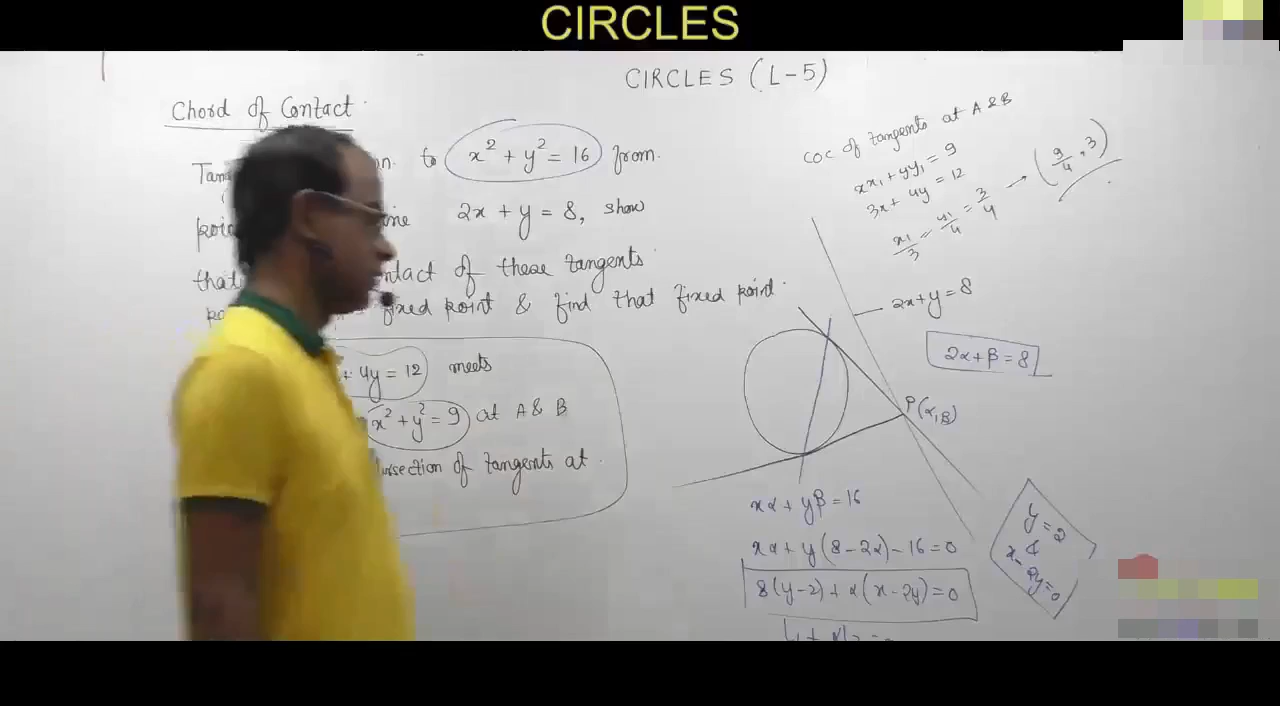 CIRCLES
CIRCLES (L-5)
Chord of Contact
to x² + y² = 16 from
2x + y = 8, show
that of these tangents
fixed point & find that fixed point.
+ 4y = 12 meets
x² + y² = 9 at A & B
of tangents at
COC of tangents at A & B
xx₁ + yy₁ = 9
3x + 4y = 12
x₁/3 = y₁/4 = 3/4 → (9/4, 3)
2x + y = 8
2α + β = 8
P(α, β)
xα + yβ = 16
xα + y(8 - 2α) - 16 = 0
8(y - 2) + α(x - 2y) = 0
y = 2
&
x - 2y = 0